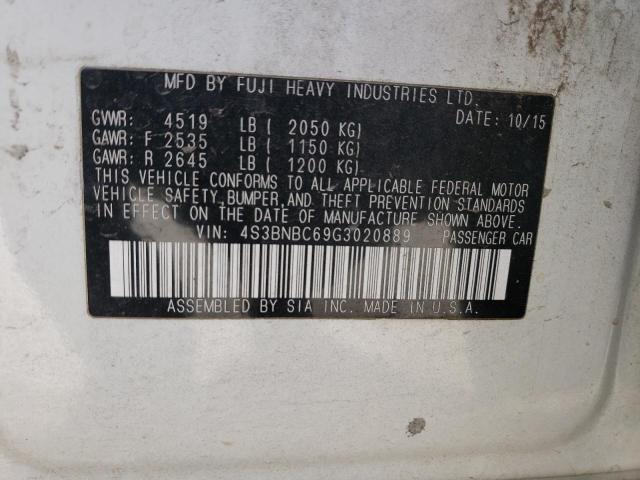 MFD BY FUJI HEAVY INDUSTRIES LTD.
GVWR: 4519 LB ( 2050 KG) DATE: 10/15
GAWR: F 2535 LB ( 1150 KG)
GAWR: R 2645 LB ( 1200 KG)
THIS VEHICLE CONFORMS TO ALL APPLICABLE FEDERAL MOTOR
VEHICLE SAFETY, BUMPER, AND THEFT PREVENTION STANDARDS
IN EFFECT ON THE DATE OF MANUFACTURE SHOWN ABOVE.
VIN: 4S3BNBC69G3020889 PASSENGER CAR
ASSEMBLED BY SIA INC. MADE IN U.S.A.